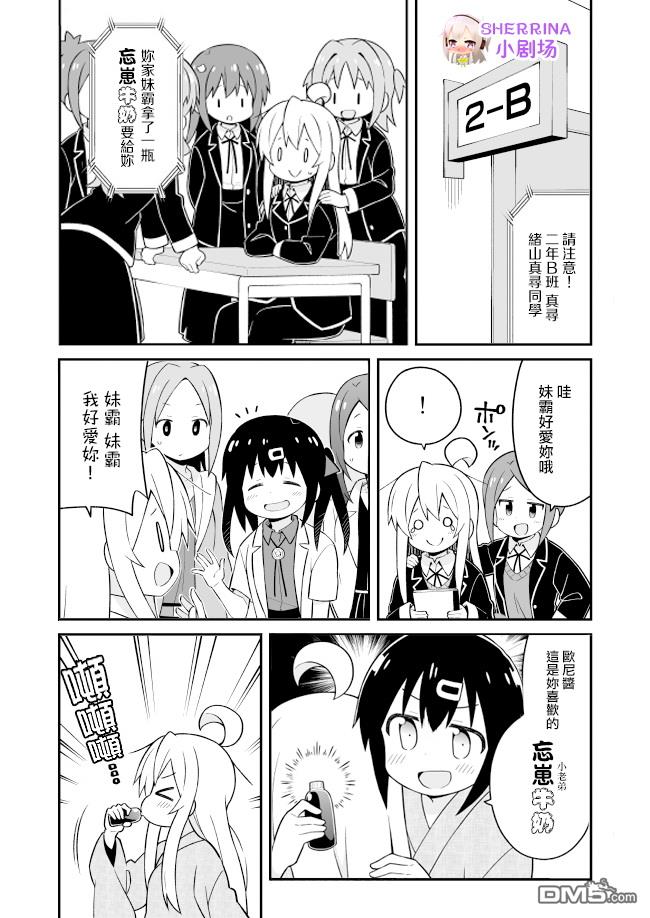 SHERRINA
小剧场
2-B
請注意！
二年B班 真尋
緒山真尋同學
妳家妹霸拿了一瓶
忘崽牛奶要給妳
哇
妹霸好愛妳哦
ポンッ
！
妹霸 妹霸
我好愛妳！
歐尼醬
這是妳喜歡的
小老弟
忘崽牛奶
噸噸噸...
DM5.com